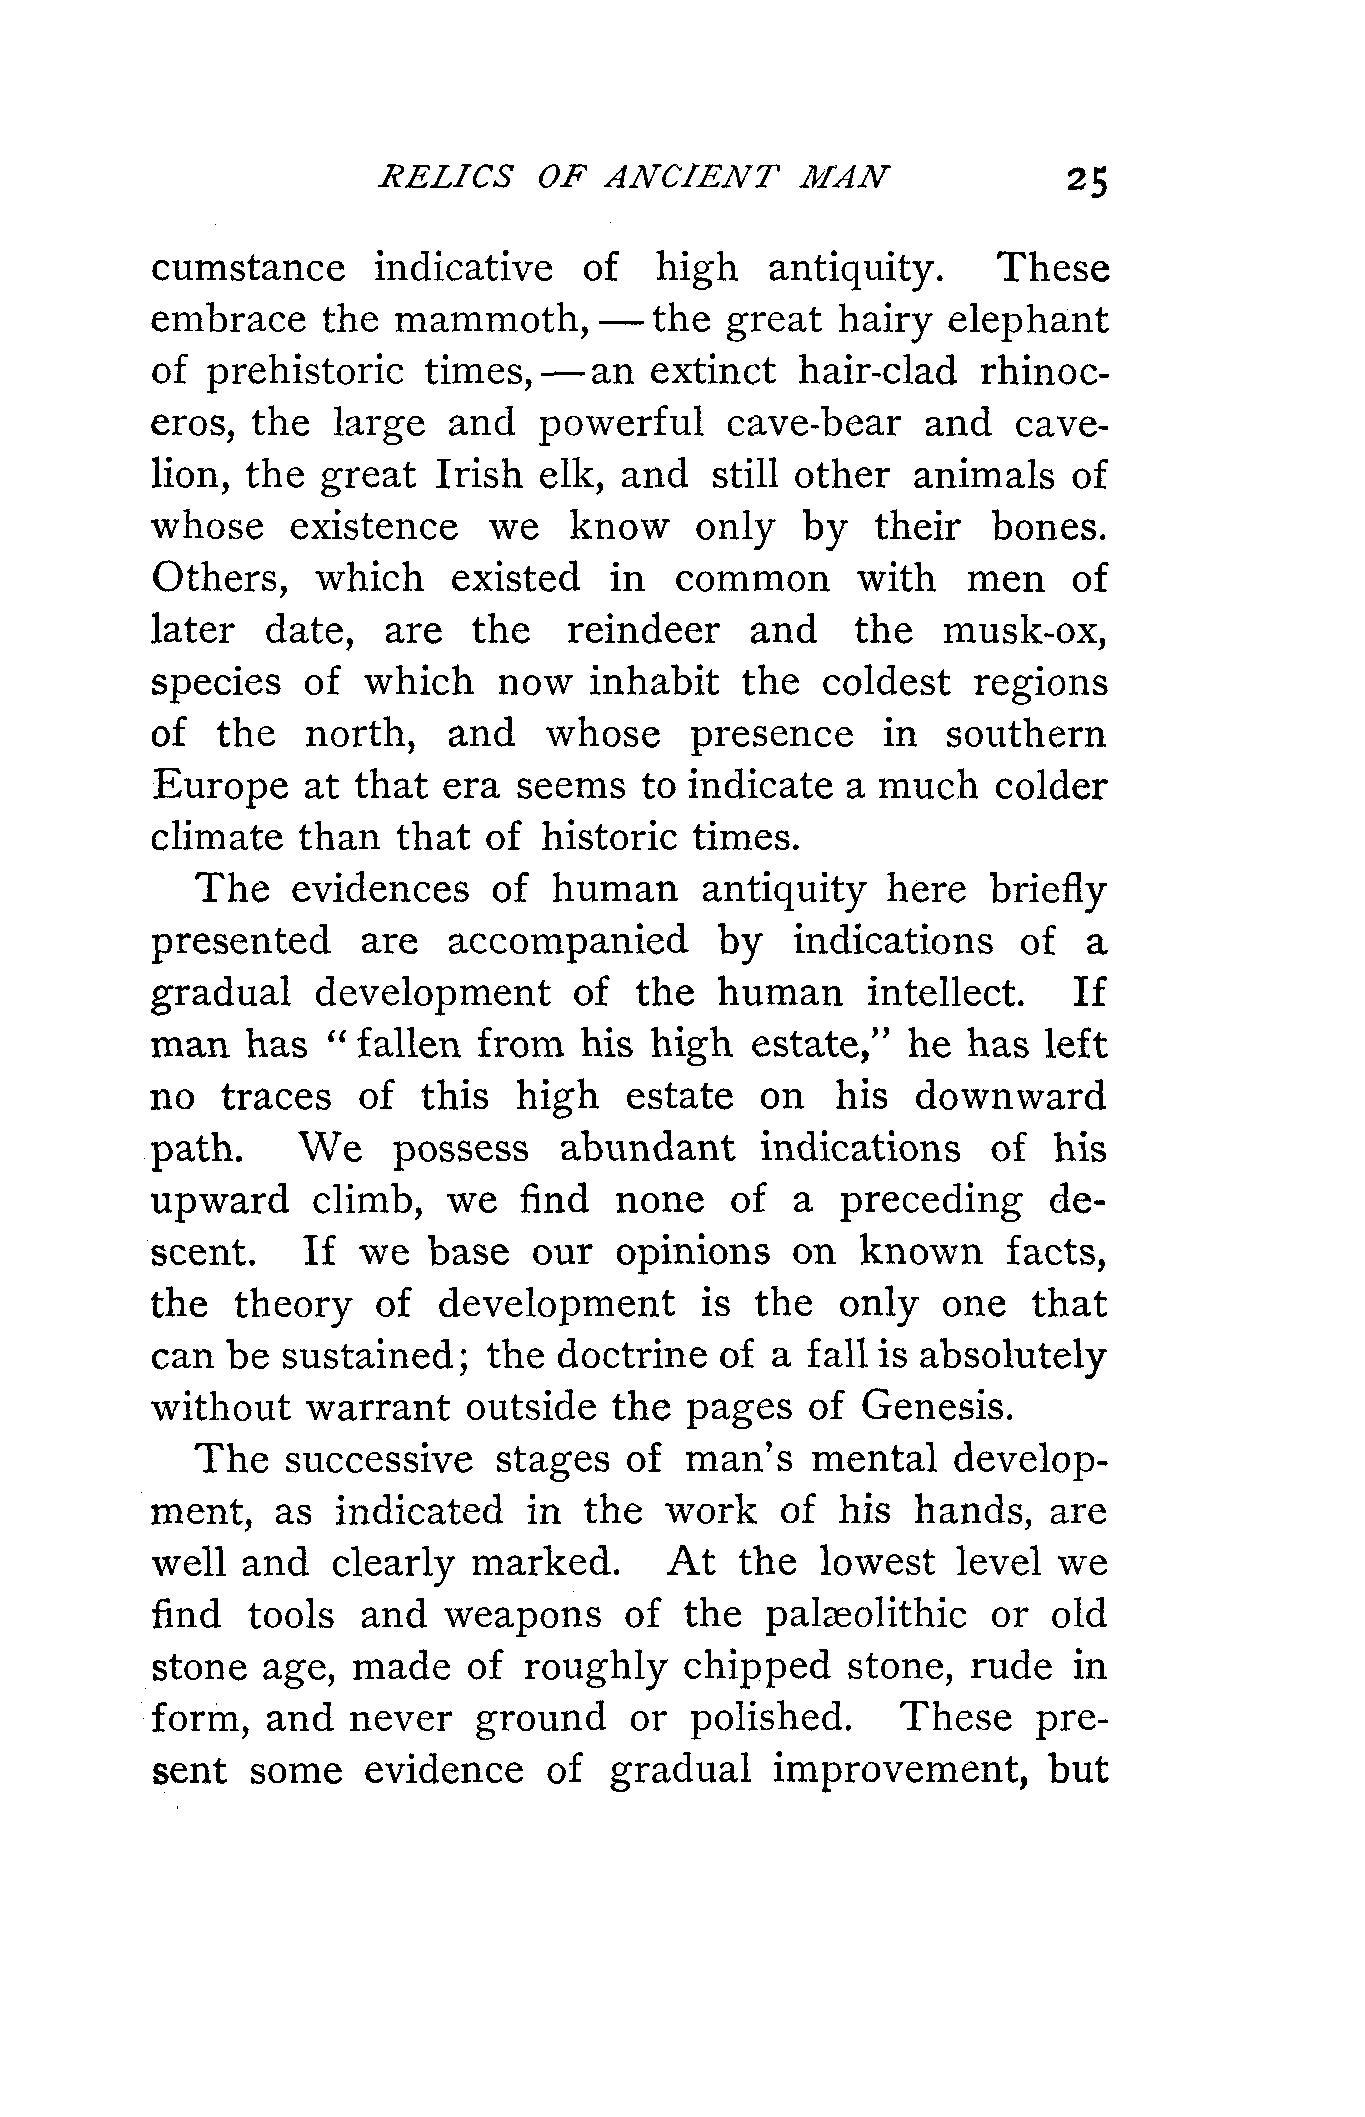 RELICS OF ANCIENT MAN 25
cumstance indicative of high antiquity. These
embrace the mammoth, — the great hairy elephant
of prehistoric times, — an extinct hair-clad rhinoc-
eros, the large and powerful cave-bear and cave-
lion, the great Irish elk, and still other animals of
whose existence we know only by their bones.
Others, which existed in common with men of
later date, are the reindeer and the musk-ox,
species of which now inhabit the coldest regions
of the north, and whose presence in southern
Europe at that era seems to indicate a much colder
climate than that of historic times.
The evidences of human antiquity here briefly
presented are accompanied by indications of a
gradual development of the human intellect. If
man has “ fallen from his high estate,” he has left
no traces of this high estate on his downward
path. We possess abundant indications of his
upward climb, we find none of a preceding de-
scent. If we base our opinions on known facts,
the theory of development is the only one that
can be sustained; the doctrine of a fall is absolutely
without warrant outside the pages of Genesis.
The successive stages of man's mental develop-
ment, as indicated in the work of his hands, are
well and clearly marked. At the lowest level we
find tools and weapons of the palæolithic or old
stone age, made of roughly chipped stone, rude in
form, and never ground or polished. These pre-
sent some evidence of gradual improvement, but